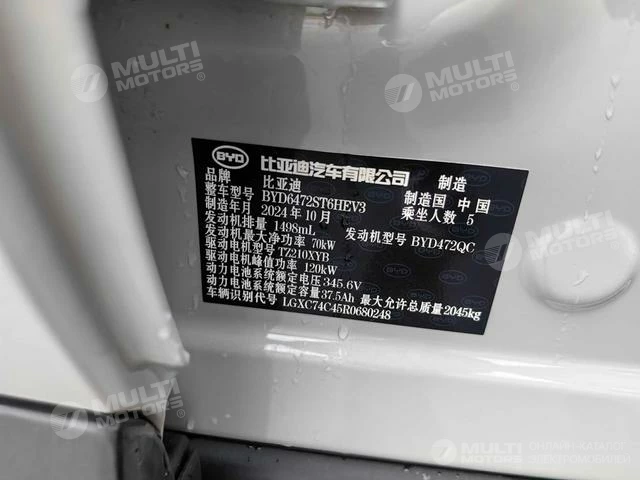 MULTI MOTORS®
MULTI MOTORS®
BYD 比亚迪汽车有限公司 制造
品牌 比亚迪 制造国 中国
整车型号 BYD6472ST6HEV3 乘坐人数 5
制造年月 2024年10月
发动机排量 1498mL 发动机型号 BYD472QC
发动机最大净功率 70kW
驱动电机型号 TZ210XYB
驱动电机峰值功率 120kW
动力电池系统额定电压 345.6V
动力电池系统额定容量 37.5Ah 最大允许总质量 2045kg
车辆识别代号 LGXC74C45R0680248
MULTI MOTORS®
MULTI MOTORS
ОНЛАЙН-КАТАЛОГ
АВТОМОБИЛЕЙ